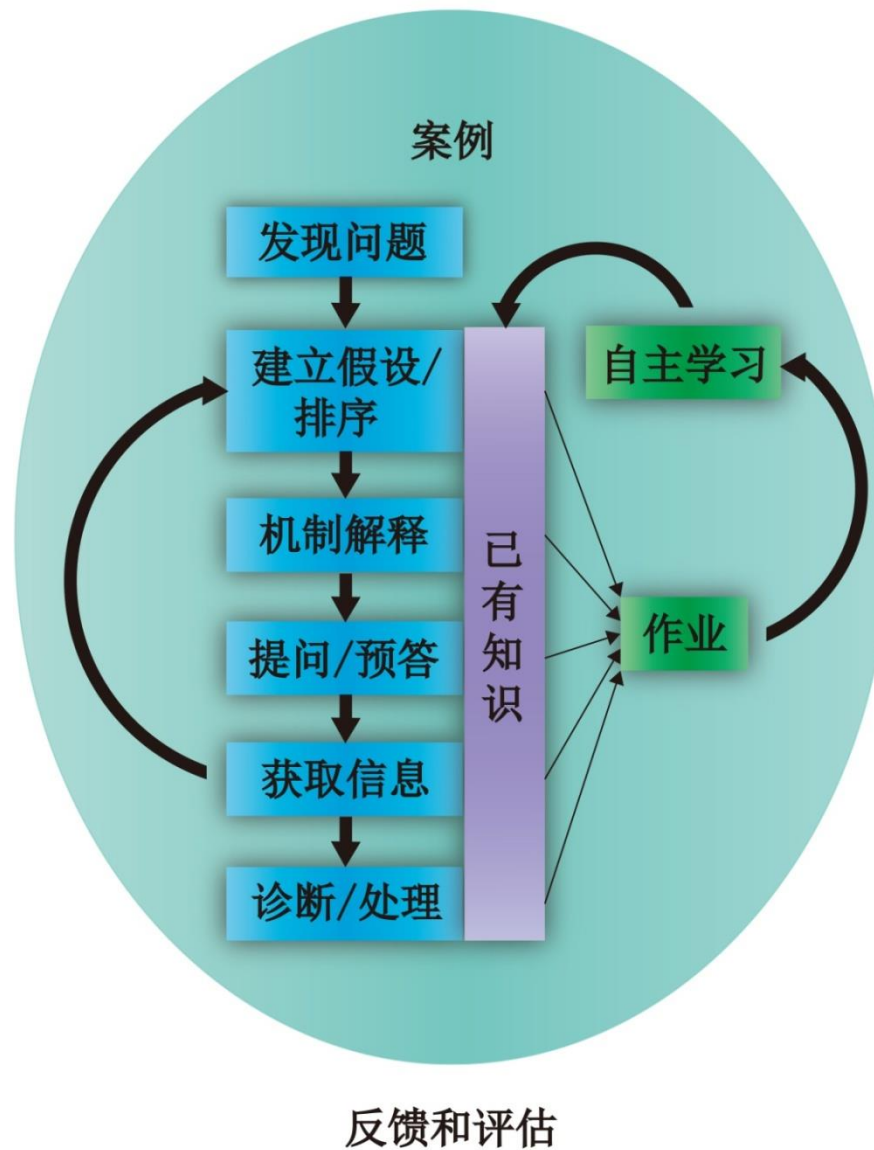 案例
发现问题
建立假设/
排序
机制解释
提问/预答
获取信息
诊断/处理
已
有
知
识
自主学习
作业
反馈和评估